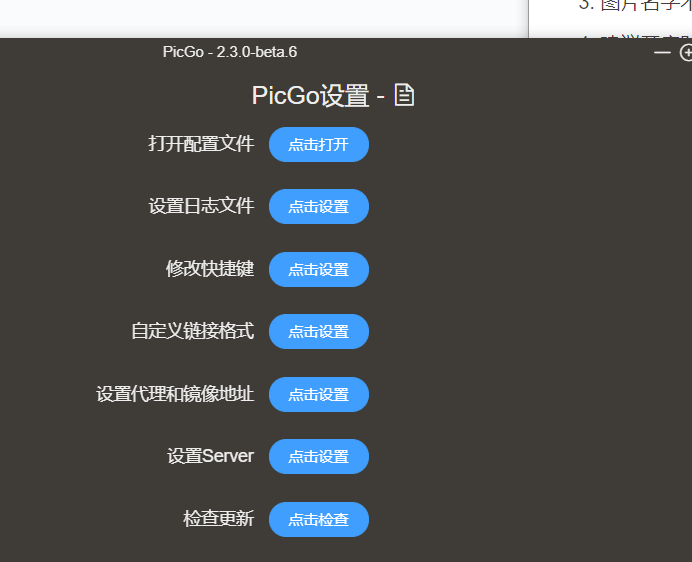 3. 图片名字
PicGo - 2.3.0-beta.6
PicGo设置 -
打开配置文件 点击打开
设置日志文件 点击设置
修改快捷键 点击设置
自定义链接格式 点击设置
设置代理和镜像地址 点击设置
设置Server 点击设置
检查更新 点击检查